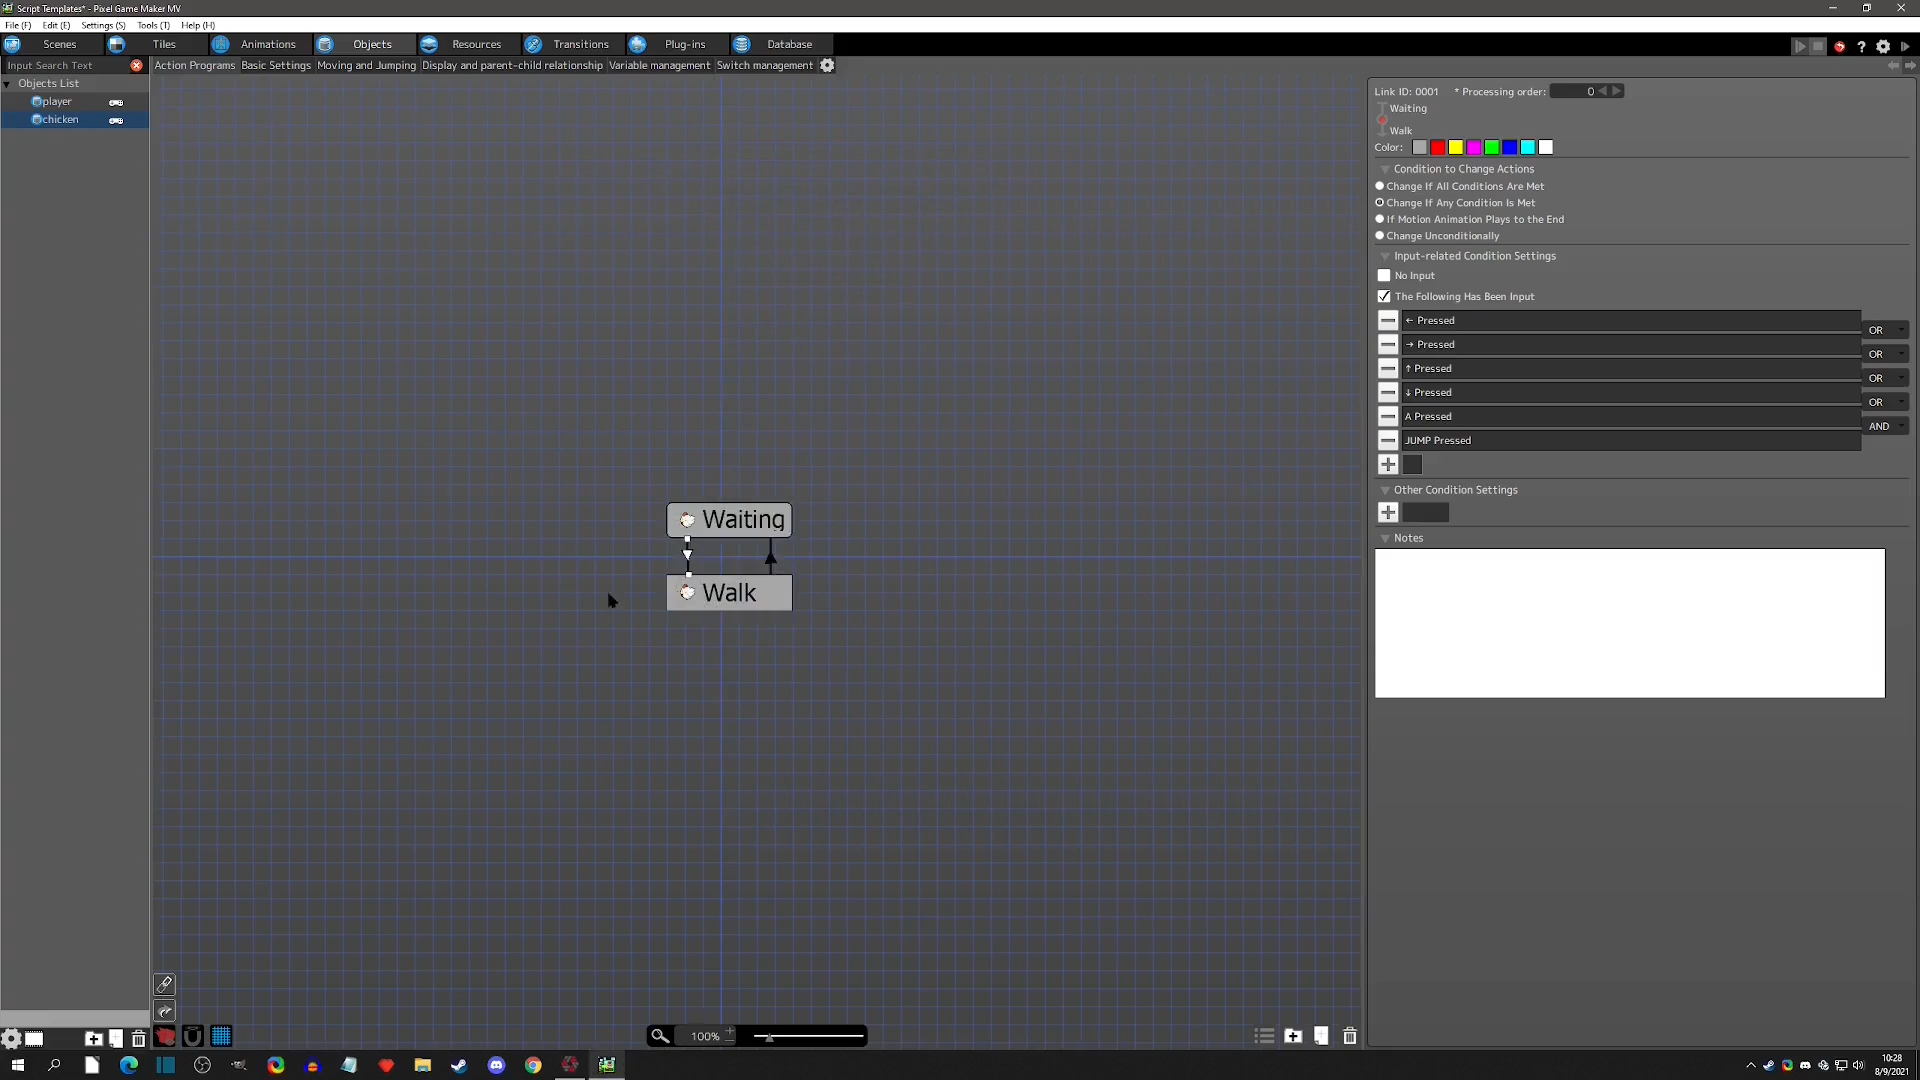 Script Templates* - Pixel Game Maker MV
File (F) Edit (E) Settings (S) Tools (T) Help (H)
Scenes Tiles Animations Objects Resources Transitions Plug-ins Database
Input Search Text
Action Programs Basic Settings Moving and Jumping Display and parent-child relationship Variable management Switch management
Objects List
player
chicken
Waiting
Walk
Link ID: 0001 * Processing order: 0
Waiting
Walk
Color:
Condition to Change Actions
Change If All Conditions Are Met
Change If Any Condition Is Met
If Motion Animation Plays to the End
Change Unconditionally
Input-related Condition Settings
No Input
The Following Has Been Input
← Pressed
OR
→ Pressed
OR
↑ Pressed
OR
↓ Pressed
OR
A Pressed
AND
JUMP Pressed
Other Condition Settings
Notes
100%
10:28
8/9/2021